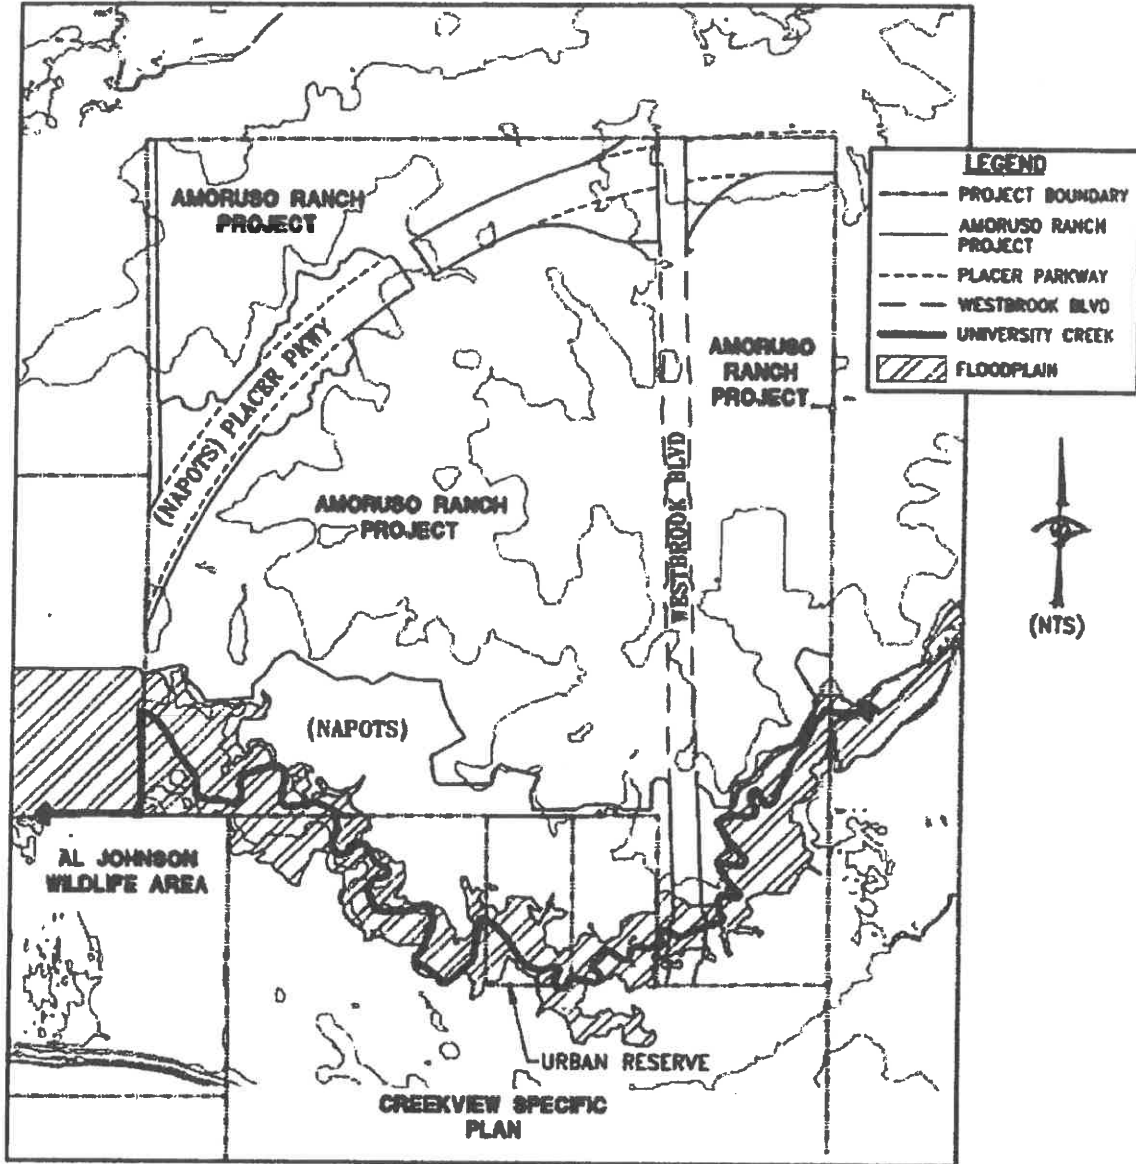 LEGEND
PROJECT BOUNDARY
AMORUSO RANCH
PROJECT
PLACER PARKWAY
WESTBROOK BLVD
UNIVERSITY CREEK
FLOODPLAIN
AMORUSO RANCH
PROJECT
(NAPOTS) PLACER PKWY
AMORUSO
RANCH
PROJECT
WESTBROOK BLVD
AMORUSO RANCH
PROJECT
(NTS)
(NAPOTS)
AL JOHNSON
WILDLIFE AREA
URBAN RESERVE
CREEKVIEW SPECIFIC
PLAN